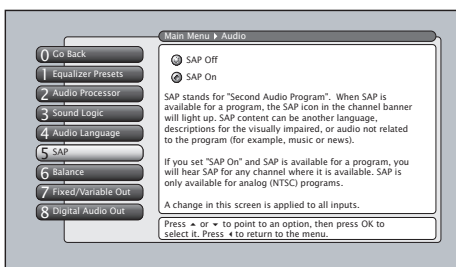 Main Menu ▸ Audio
0 Go Back
1 Equalizer Presets
2 Audio Processor
3 Sound Logic
4 Audio Language
5 SAP
6 Balance
7 Fixed/Variable Out
8 Digital Audio Out
SAP Off
SAP On
SAP stands for "Second Audio Program".  When SAP is
available for a program, the SAP icon in the channel banner
will light up. SAP content can be another language,
descriptions for the visually impaired, or audio not related
to the program (for example, music or news).
If you set "SAP On" and SAP is available for a program, you
will hear SAP for any channel where it is available. SAP is
only available for analog (NTSC) programs.
A change in this screen is applied to all inputs.
Press ▴ or ▾ to point to an option, then press OK to
select it. Press ◂ to return to the menu.